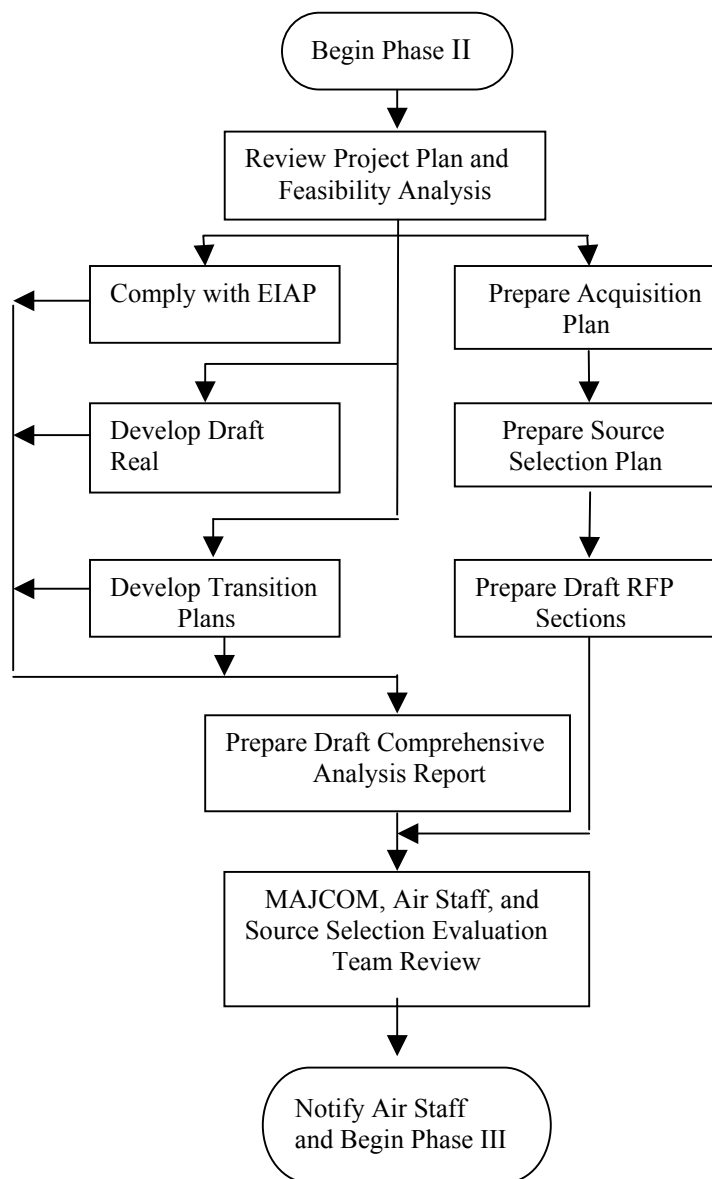 Begin Phase II
Review Project Plan and
Feasibility Analysis
Comply with EIAP
Prepare Acquisition
Plan
Develop Draft
Real
Prepare Source
Selection Plan
Develop Transition
Plans
Prepare Draft RFP
Sections
Prepare Draft Comprehensive
Analysis Report
MAJCOM, Air Staff, and
Source Selection Evaluation
Team Review
Notify Air Staff
and Begin Phase III